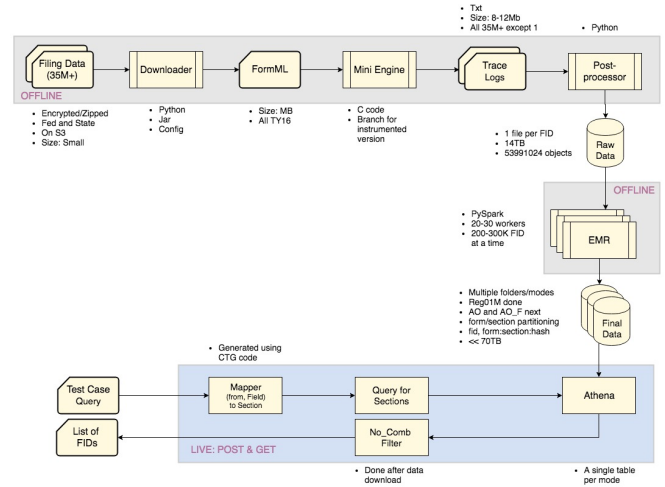 • Txt
• Size: 8-12Mb
• All 35M+ except 1
• Python
Filing Data
(35M+)
Downloader
FormML
Mini Engine
Trace
Logs
Post-
processor
OFFLINE
• Encrypted/Zipped
• Fed and State
• On S3
• Size: Small
• Python
• Jar
• Config
• Size: MB
• All TY16
• C code
• Branch for
instrumented
version
• 1 file per FID
• 14TB
• 53991024 objects
Raw
Data
OFFLINE
• PySpark
• 20-30 workers
• 200-300K FID
at a time
EMR
• Multiple folders/modes
• Reg01M done
• AO and AO_F next
• form/section partitioning
• fid, form:section:hash
• << 70TB
Final
Data
• Generated using
CTG code
Test Case
Query
Mapper
(from, Field)
to Section
Query for
Sections
Athena
List of
FIDs
No_Comb
Filter
LIVE: POST & GET
• Done after data
download
• A single table
per mode